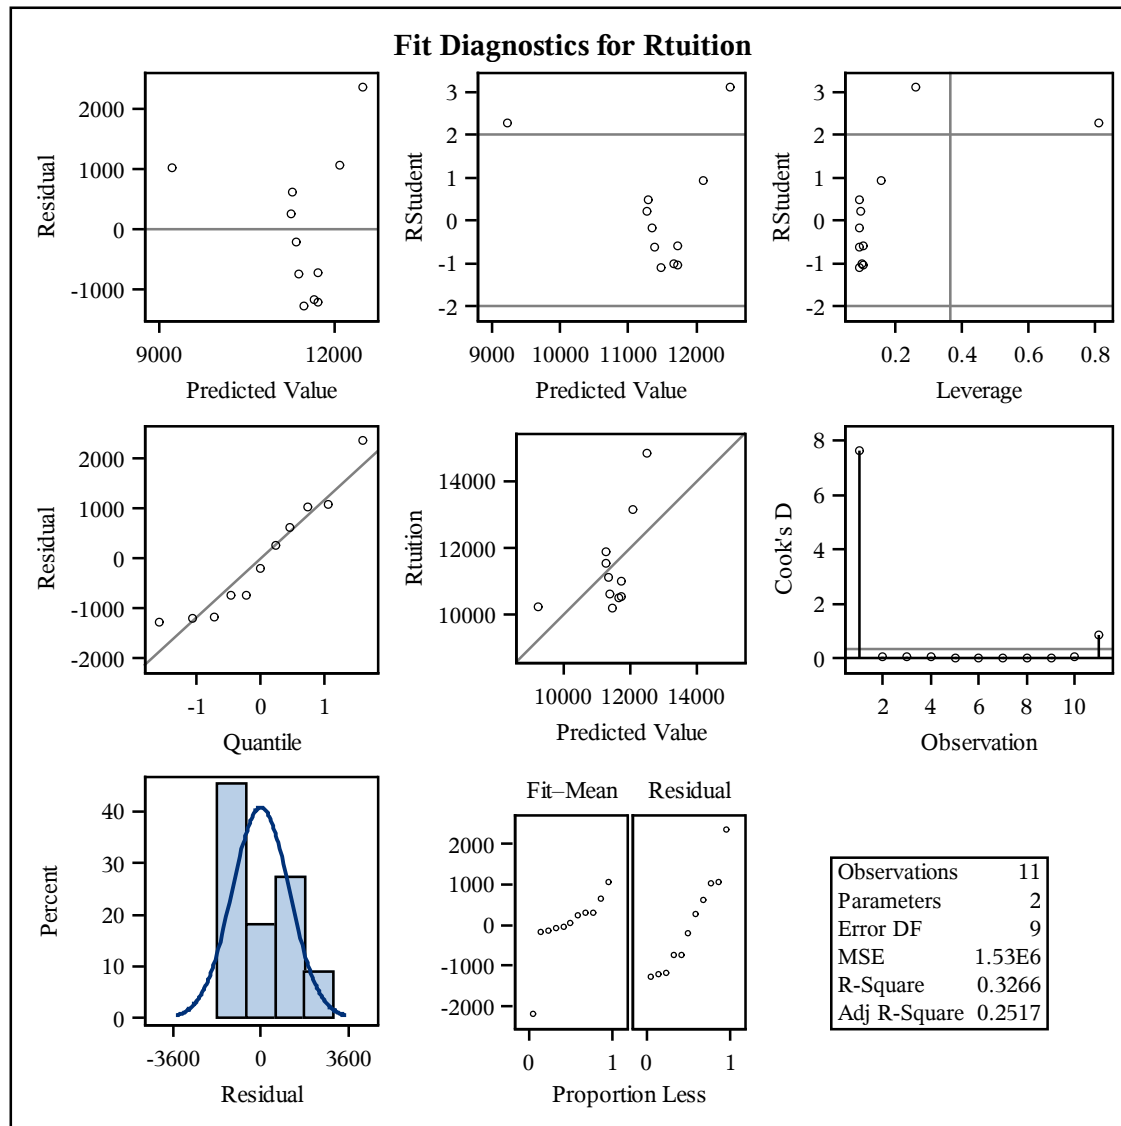 Fit Diagnostics for Rtuition
2000
1000
0
-1000
Residual
9000 12000
Predicted Value
3
2
1
0
-1
-2
RStudent
9000 10000 11000 12000
Predicted Value
3
2
1
0
-1
-2
RStudent
0.2 0.4 0.6 0.8
Leverage
2000
1000
0
-1000
-2000
Residual
-1 0 1
Quantile
14000
12000
10000
Rtuition
10000 12000 14000
Predicted Value
8
6
4
2
0
Cook's D
2 4 6 8 10
Observation
40
30
20
10
0
Percent
-3600 0 3600
Residual
Fit–Mean Residual
2000
1000
0
-1000
-2000
0 1 0 1
Proportion Less
Observations 11
Parameters 2
Error DF 9
MSE 1.53E6
R-Square 0.3266
Adj R-Square 0.2517